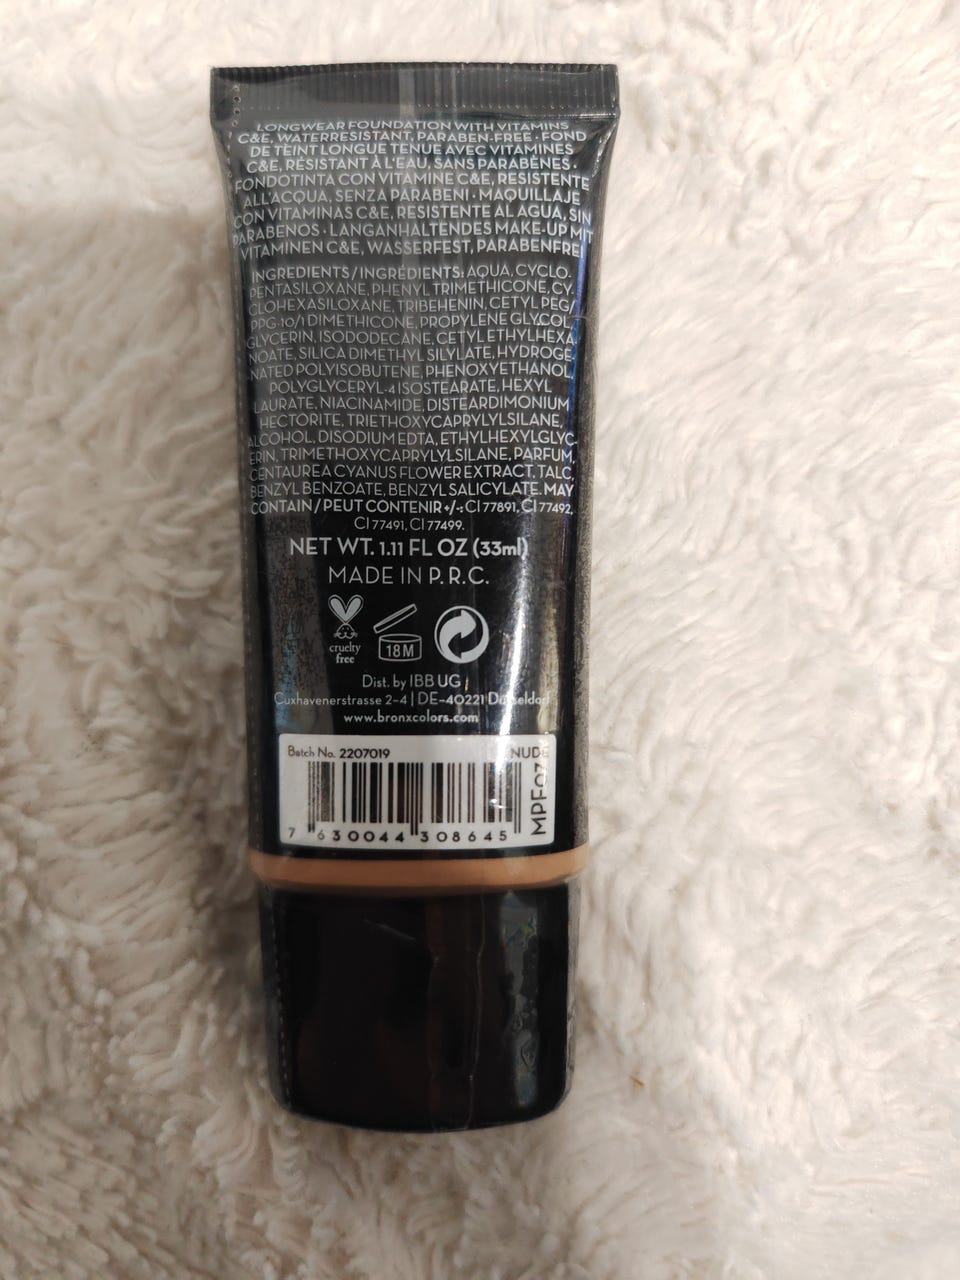 LONGWEAR FOUNDATION WITH VITAMINS
C&E, WATERRESISTANT, PARABEN-FREE • FOND
DE TEINT LONGUE TENUE AVEC VITAMINES
C&E, RÉSISTANT À L'EAU, SANS PARABÈNES •
FONDOTINTA CON VITAMINE C&E, RESISTENTE
ALL'ACQUA, SENZA PARABENI • MAQUILLAJE
CON VITAMINAS C&E, RESISTENTE AL AGUA, SIN
PARABENOS • LANGANHALTENDES MAKE-UP MIT
VITAMINEN C&E, WASSERFEST, PARABENFREI
INGREDIENTS / INGRÉDIENTS: AQUA, CYCLO-
PENTASILOXANE, PHENYL TRIMETHICONE, CY-
CLOHEXASILOXANE, TRIBEHENIN, CETYL PEG/
PPG-10/1 DIMETHICONE, PROPYLENE GLYCOL,
GLYCERIN, ISODODECANE, CETYL ETHYLHEXA-
NOATE, SILICA DIMETHYL SILYLATE, HYDROGE-
NATED POLYISOBUTENE, PHENOXYETHANOL,
POLYGLYCERYL-4 ISOSTEARATE, HEXYL
LAURATE, NIACINAMIDE, DISTEARDIMONIUM
HECTORITE, TRIETHOXYCAPRYLYLSILANE,
ALCOHOL, DISODIUM EDTA, ETHYLHEXYLGLYC-
ERIN, TRIMETHOXYCAPRYLYLSILANE, PARFUM,
CENTAUREA CYANUS FLOWER EXTRACT, TALC,
BENZYL BENZOATE, BENZYL SALICYLATE. MAY
CONTAIN / PEUT CONTENIR +/-: CI 77891, CI 77492,
CI 77491, CI 77499.
NET WT. 1.11 FL OZ (33ml)
MADE IN P.R.C.
cruelty
free
18M
Dist. by IBB UG
Cuxhavenerstrasse 2-4 | DE-40221 Düsseldorf
www.bronxcolors.com
Batch No. 2207019 NUDE
MPF07
7 630044 308645